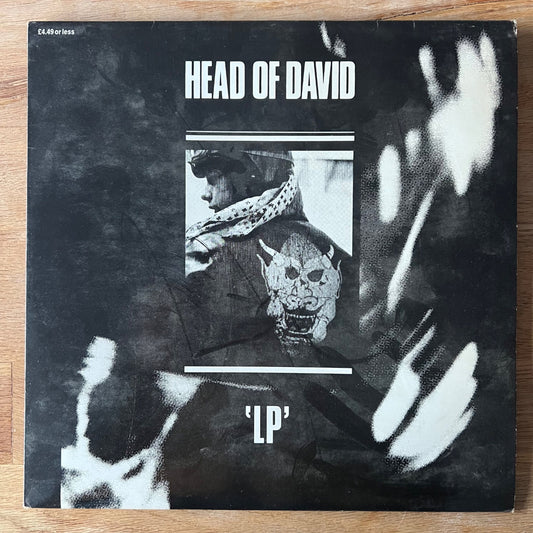 £4.49 or less
HEAD OF DAVID
‘LP’